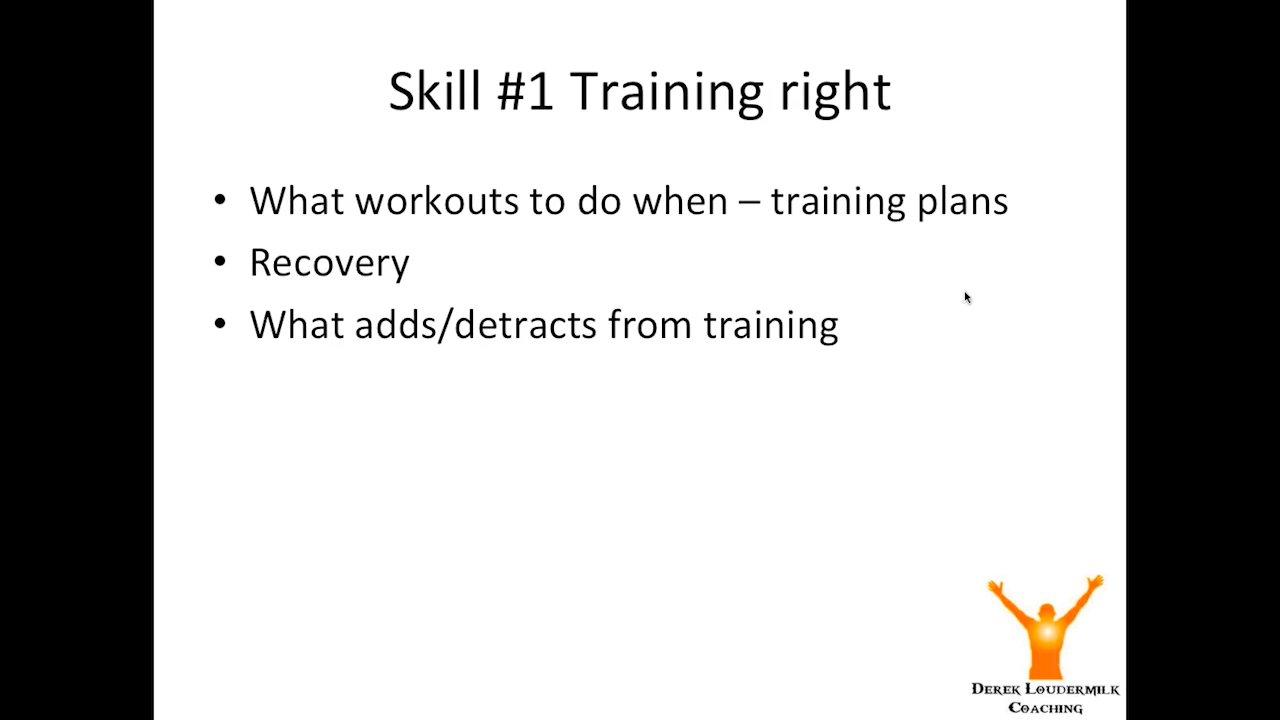 Skill #1 Training right
• What workouts to do when – training plans
• Recovery
• What adds/detracts from training
Derek Loudermilk
Coaching